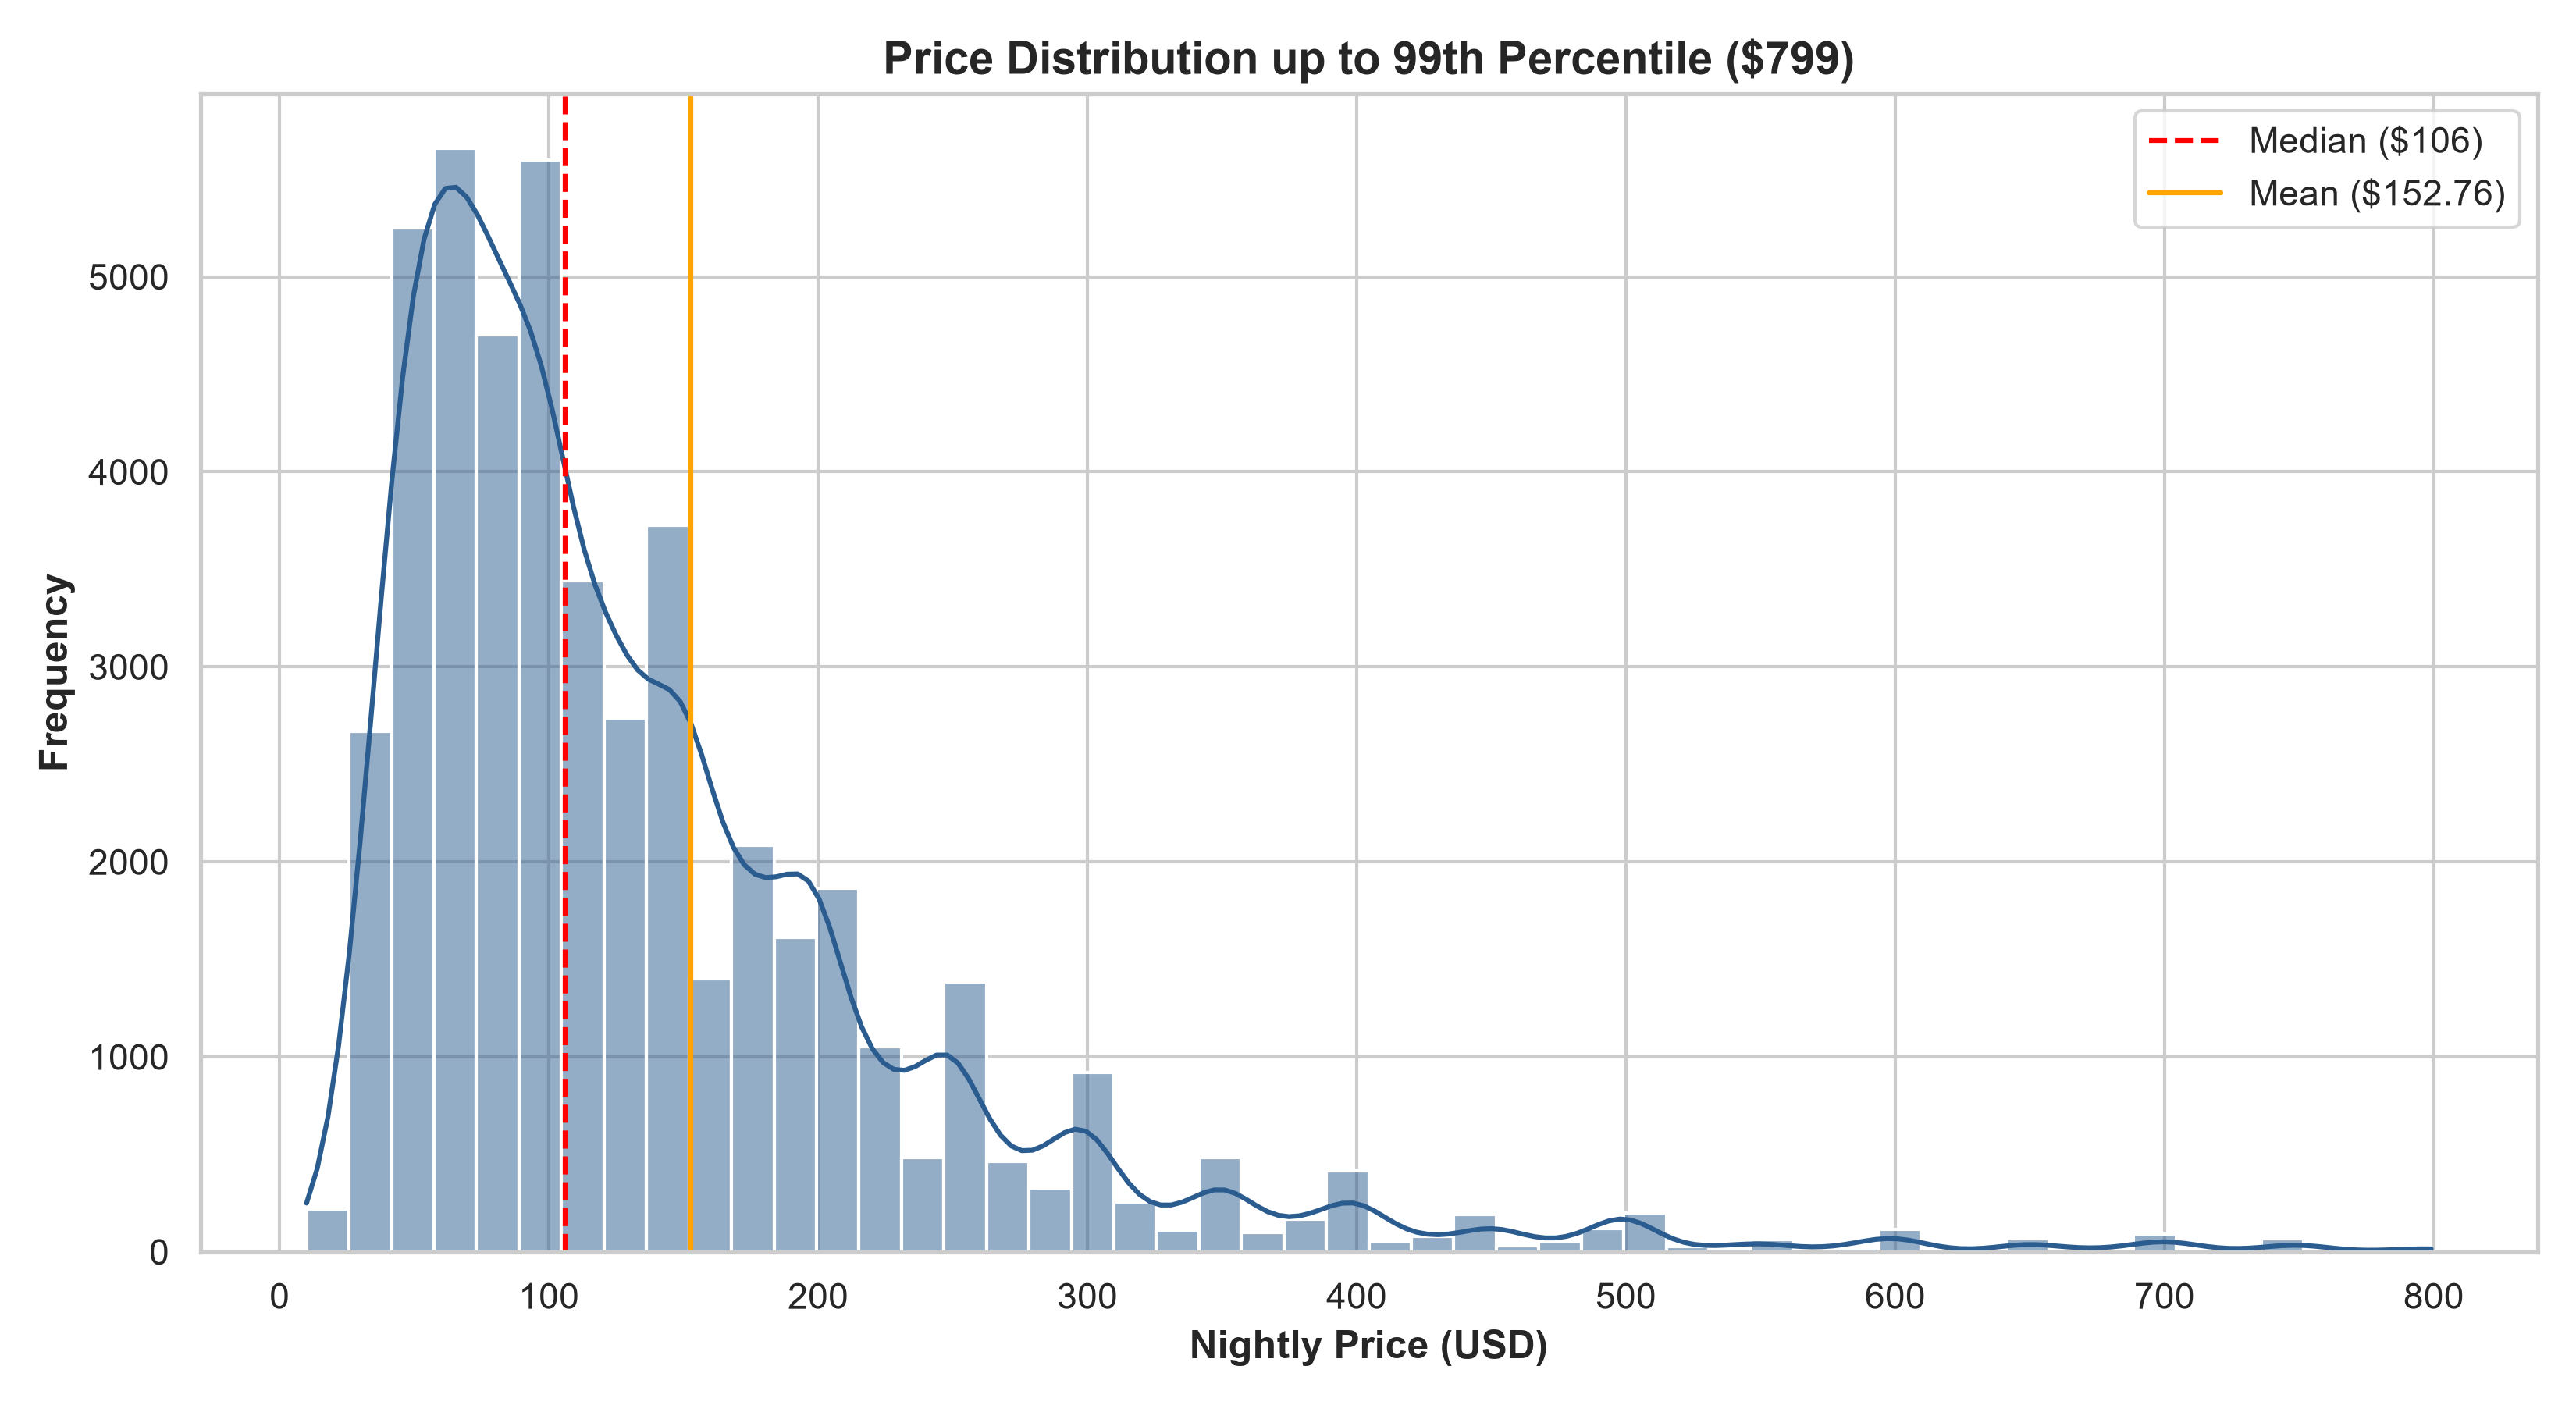 Price Distribution up to 99th Percentile ($799)
Median ($106)
Mean ($152.76)
Frequency
5000
4000
3000
2000
1000
0
0 100 200 300 400 500 600 700 800
Nightly Price (USD)